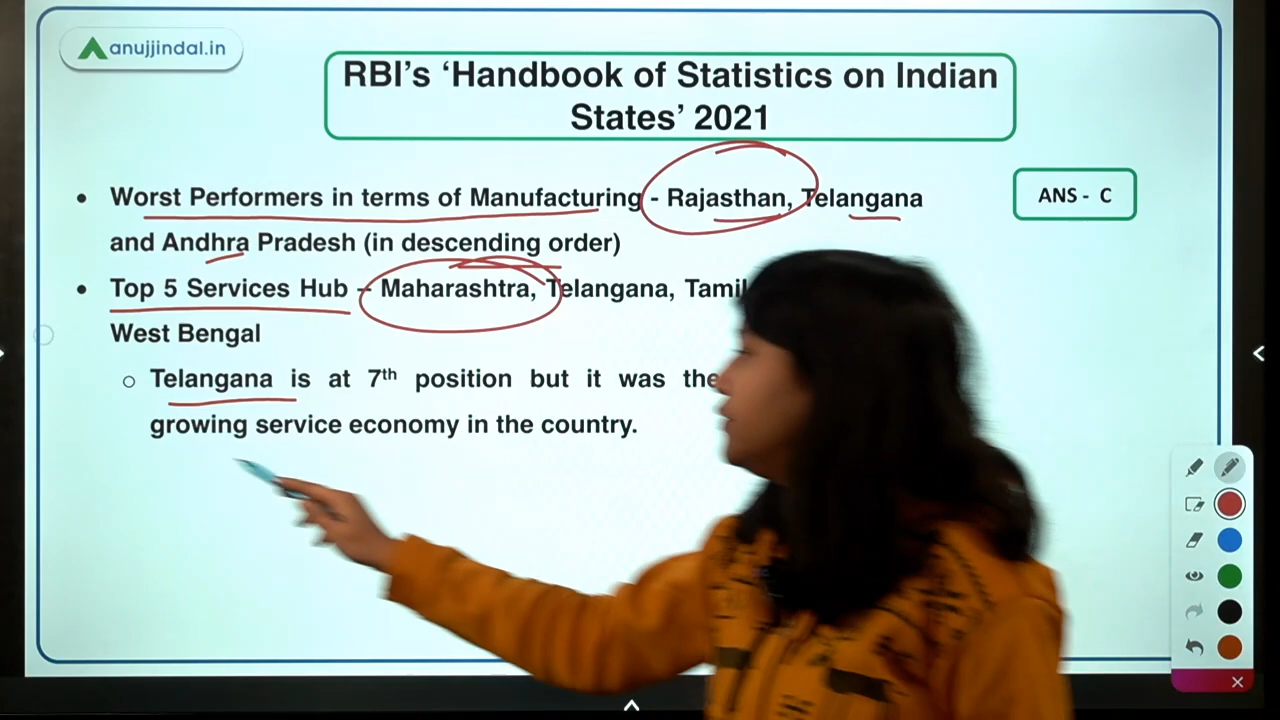 anujjindal.in
RBI's ‘Handbook of Statistics on Indian
States’ 2021
• Worst Performers in terms of Manufacturing - Rajasthan, Telangana
and Andhra Pradesh (in descending order)
ANS - C
• Top 5 Services Hub – Maharashtra, Telangana, Tamil
West Bengal
○ Telangana is at 7th position but it was the
growing service economy in the country.